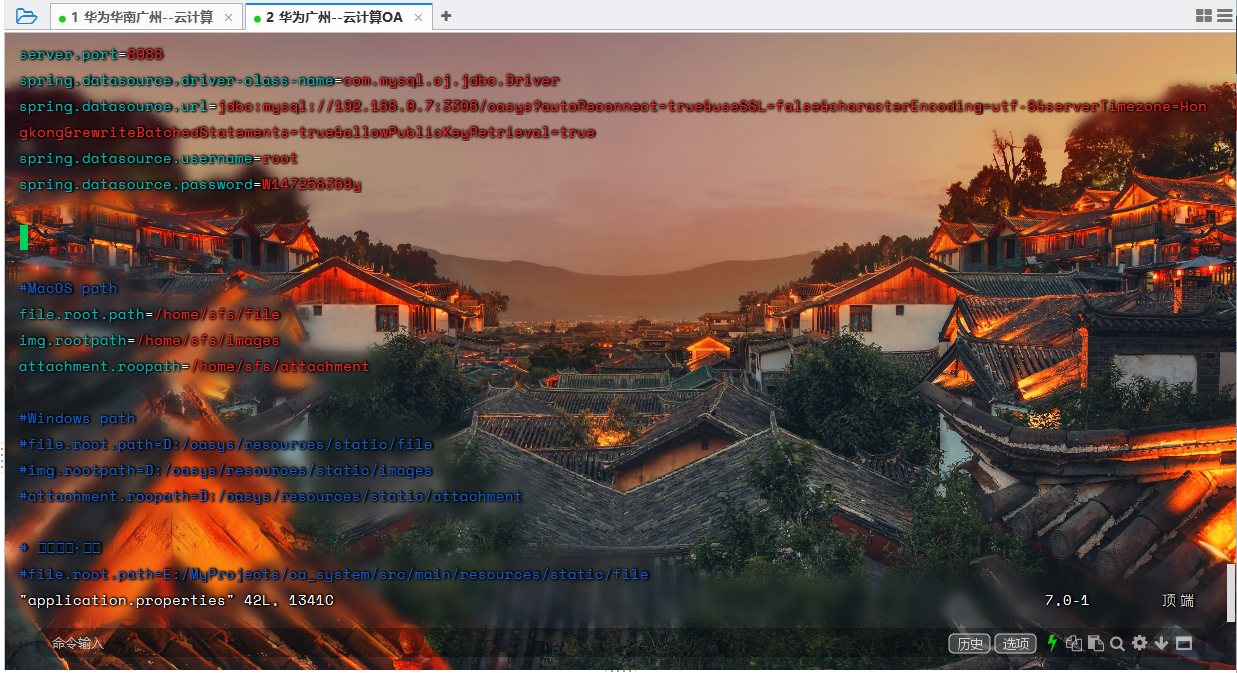 1 华为华南广州--云计算 ×
2 华为广州--云计算OA × +
server.port=8088
spring.datasource.driver-class-name=com.mysql.cj.jdbc.Driver
spring.datasource.url=jdbc:mysql://192.168.0.7:3306/oasys?autoReconnect=true&useSSL=false&characterEncoding=utf-8&serverTimezone=Hon
gkong&rewriteBatchedStatements=true&allowPublicKeyRetrieval=true
spring.datasource.username=root
spring.datasource.password=W147258369y
#MacOS path
file.root.path=/home/sfs/file
img.rootpath=/home/sfs/images
attachment.roopath=/home/sfs/attachment
#Windows path
#file.root.path=D:/oasys/resources/static/file
#img.rootpath=D:/oasys/resources/static/images
#attachment.roopath=D:/oasys/resources/static/attachment
#
#file.root.path=E:/MyProjects/oa_system/src/main/resources/static/file
"application.properties" 42L, 1341C 7,0-1 顶端
命令输入 历史 选项